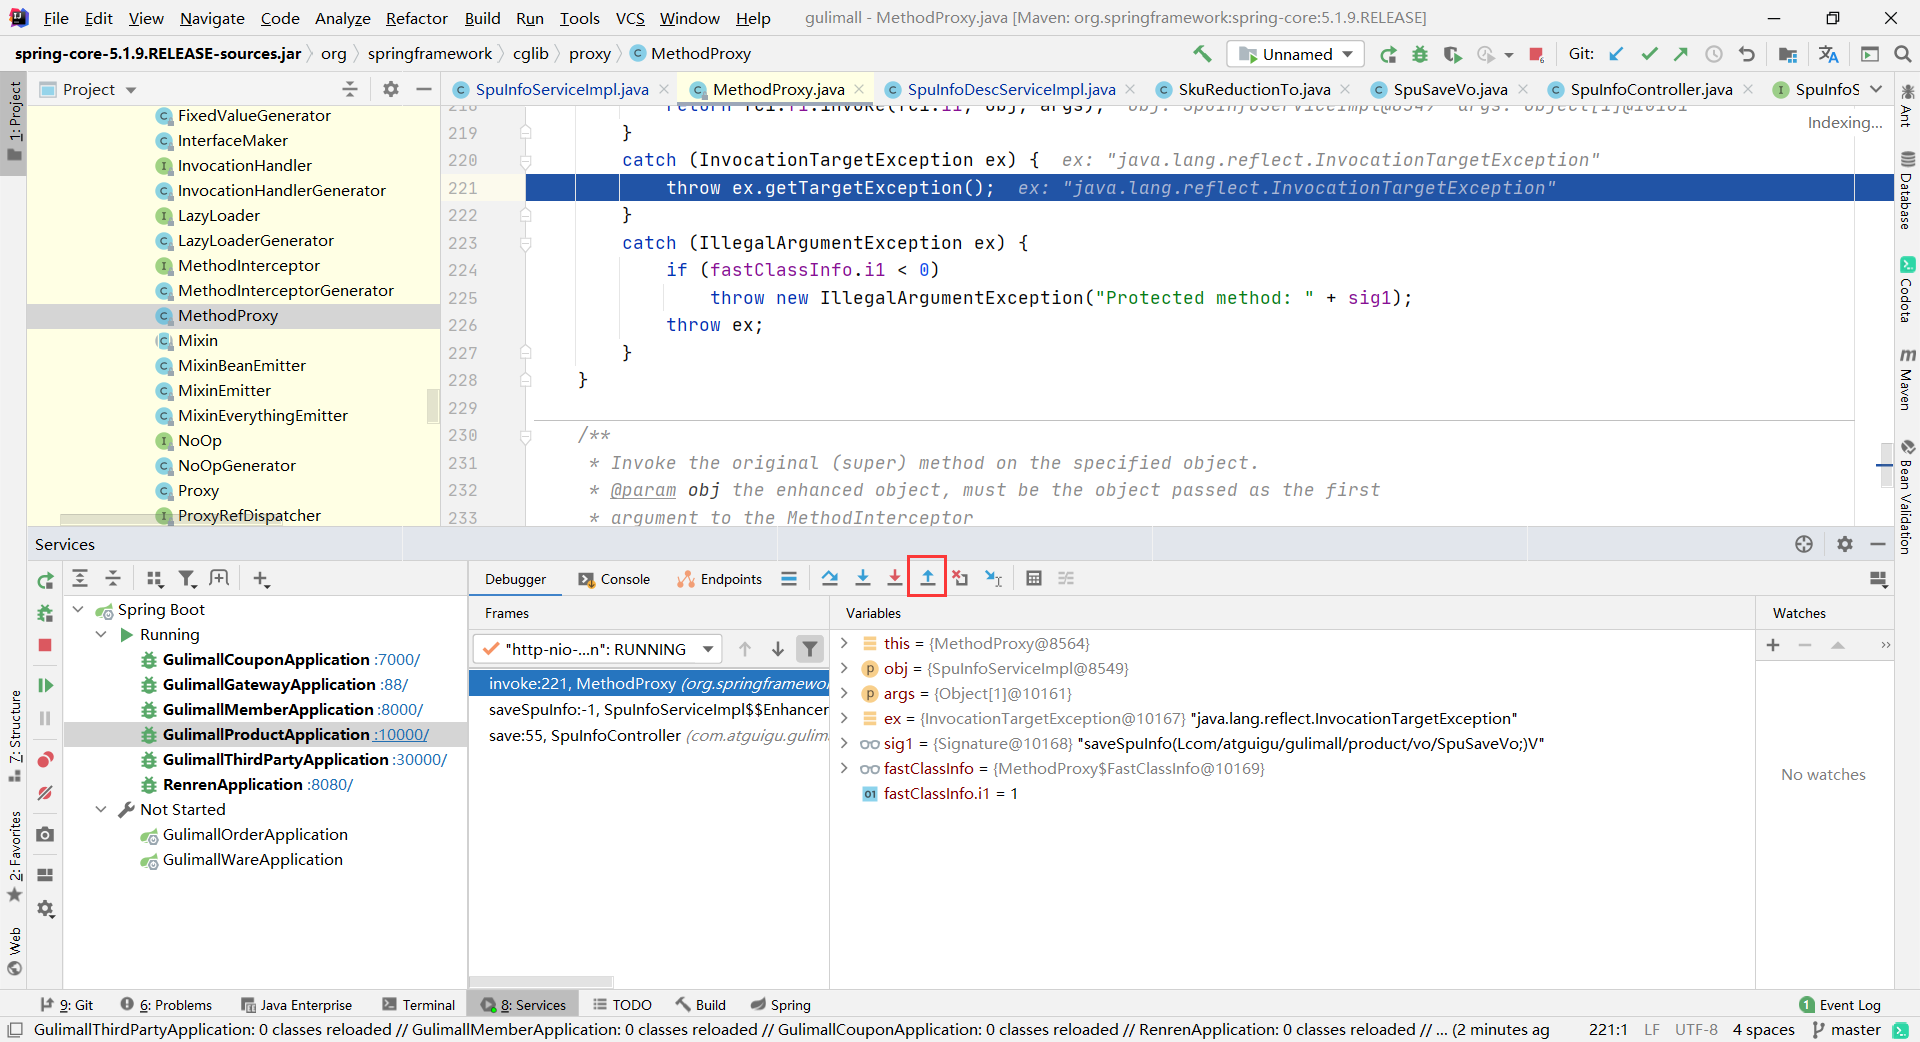 File Edit View Navigate Code Analyze Refactor Build Run Tools VCS Window Help gulimall - MethodProxy.java [Maven: org.springframework:spring-core:5.1.9.RELEASE]
spring-core-5.1.9.RELEASE-sources.jar org springframework cglib proxy MethodProxy Unnamed Git:
Project SpuInfoServiceImpl.java MethodProxy.java SpuInfoDescServiceImpl.java SkuReductionTo.java SpuSaveVo.java SpuInfoController.java SpuInfoS
1: Project
FixedValueGenerator
InterfaceMaker
InvocationHandler
InvocationHandlerGenerator
LazyLoader
LazyLoaderGenerator
MethodInterceptor
MethodInterceptorGenerator
MethodProxy
Mixin
MixinBeanEmitter
MixinEmitter
MixinEverythingEmitter
NoOp
NoOpGenerator
Proxy
ProxyRefDispatcher
Indexing...
219 }
220 catch (InvocationTargetException ex) { ex: "java.lang.reflect.InvocationTargetException"
221 throw ex.getTargetException(); ex: "java.lang.reflect.InvocationTargetException"
222 }
223 catch (IllegalArgumentException ex) {
224 if (fastClassInfo.i1 < 0)
225 throw new IllegalArgumentException("Protected method: " + sig1);
226 throw ex;
227 }
228 }
229
230 /**
231 * Invoke the original (super) method on the specified object.
232 * @param obj the enhanced object, must be the object passed as the first
233 * argument to the MethodInterceptor
Ant
Database
Codota
Maven
Bean Validation
Services
Debugger Console Endpoints
Spring Boot
Running
GulimallCouponApplication :7000/
GulimallGatewayApplication :88/
GulimallMemberApplication :8000/
GulimallProductApplication :10000/
GulimallThirdPartyApplication :30000/
RenrenApplication :8080/
Not Started
GulimallOrderApplication
GulimallWareApplication
Frames
"http-nio-...n": RUNNING
invoke:221, MethodProxy (org.springframewor
saveSpuInfo:-1, SpuInfoServiceImpl$$Enhancer
save:55, SpuInfoController (com.atguigu.gulim
Variables
this = {MethodProxy@8564}
obj = {SpuInfoServiceImpl@8549}
args = {Object[1]@10161}
ex = {InvocationTargetException@10167} "java.lang.reflect.InvocationTargetException"
sig1 = {Signature@10168} "saveSpuInfo(Lcom/atguigu/gulimall/product/vo/SpuSaveVo;)V"
fastClassInfo = {MethodProxy$FastClassInfo@10169}
01 fastClassInfo.i1 = 1
Watches
No watches
7: Structure
2: Favorites
Web
9: Git 6: Problems Java Enterprise Terminal 8: Services TODO Build Spring 1 Event Log
GulimallThirdPartyApplication: 0 classes reloaded // GulimallMemberApplication: 0 classes reloaded // GulimallCouponApplication: 0 classes reloaded // RenrenApplication: 0 classes reloaded // ... (2 minutes ag 221:1 LF UTF-8 4 spaces master